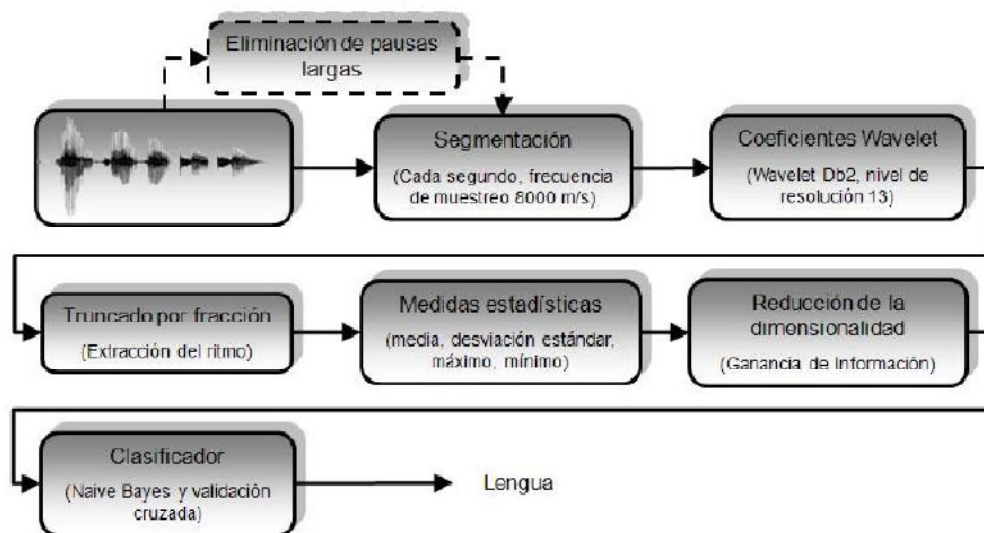 Eliminación de pausas
largas
Segmentación
(Cada segundo, frecuencia
de muestreo 8000 m/s)
Coeficientes Wavelet
(Wavelet Db2, nivel de
resolución 13)
Truncado por fracción
(Extracción del ritmo)
Medidas estadísticas
(media, desviación estándar,
máximo, mínimo)
Reducción de la
dimensionalidad
(Ganancia de Información)
Clasificador
(Naive Bayes y validación
cruzada)
Lengua